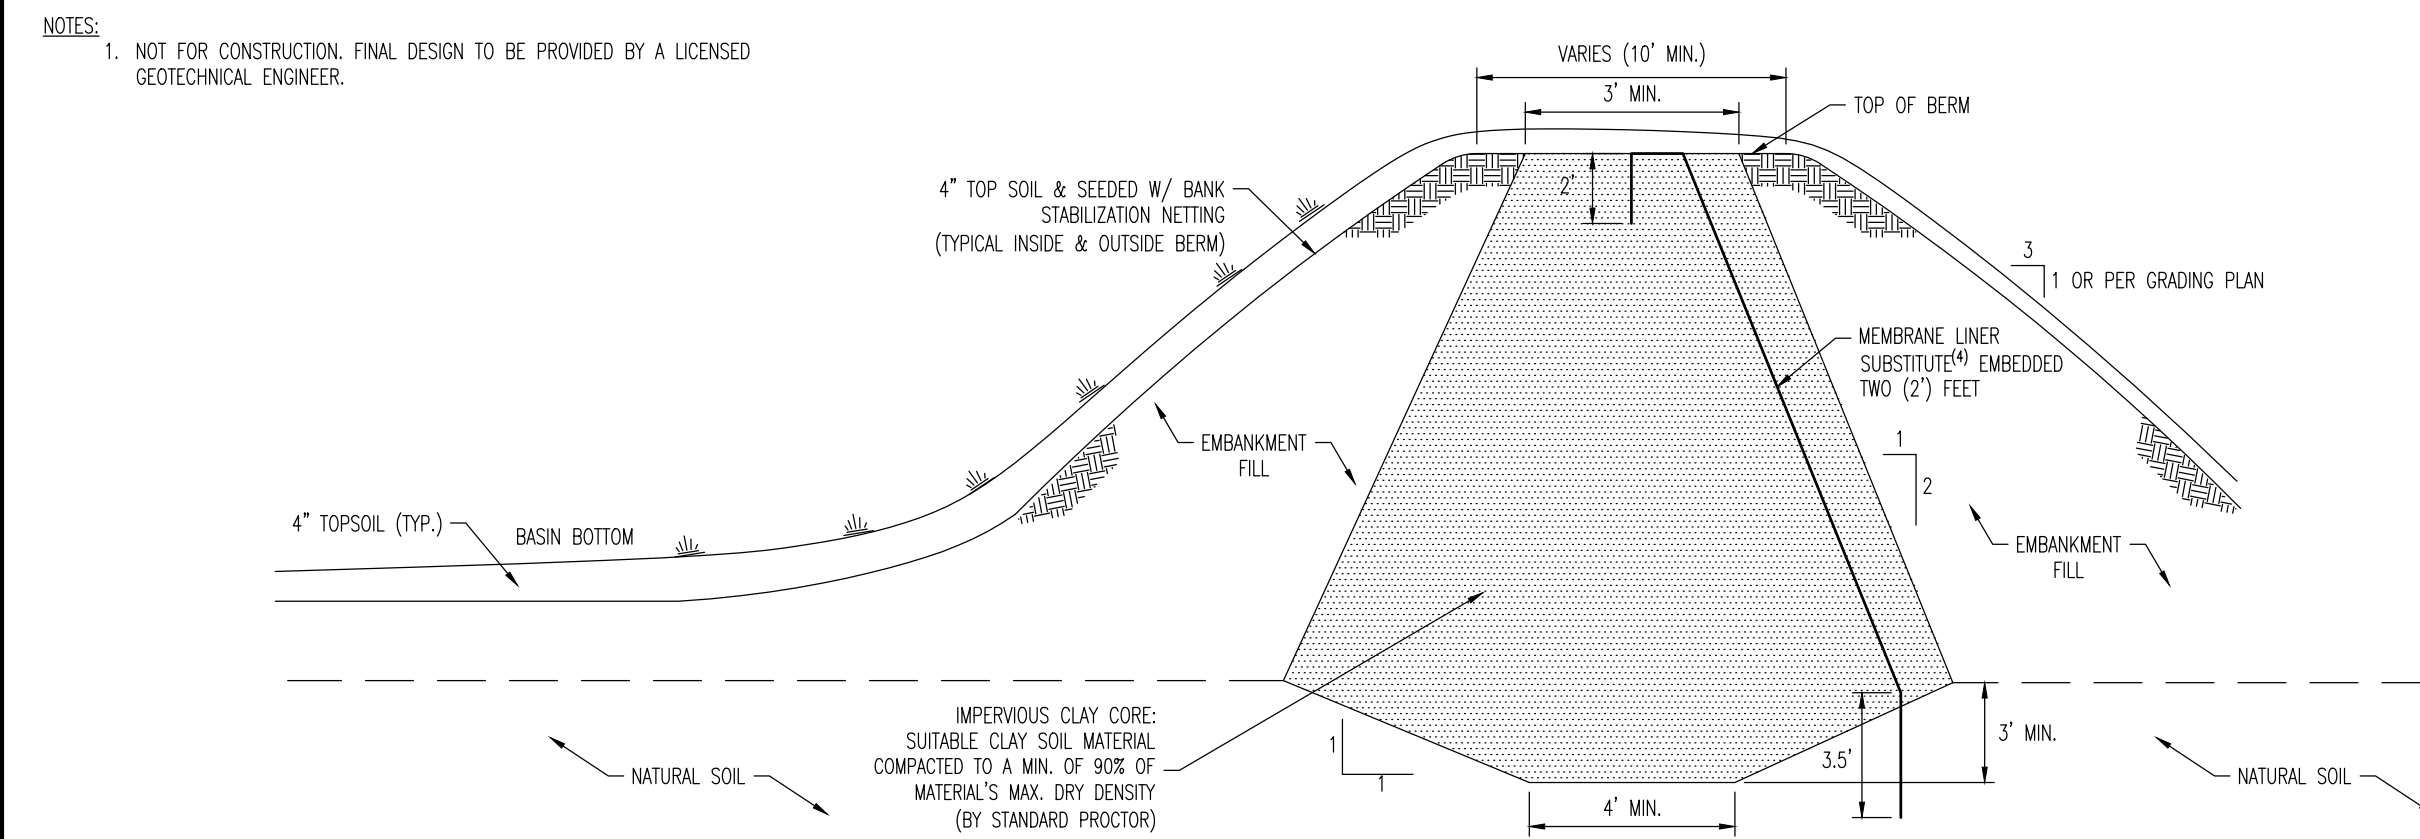 NOTES:
1. NOT FOR CONSTRUCTION. FINAL DESIGN TO BE PROVIDED BY A LICENSED
GEOTECHNICAL ENGINEER.
VARIES (10' MIN.)
3' MIN.
TOP OF BERM
2'
4" TOP SOIL & SEEDED W/ BANK
STABILIZATION NETTING
(TYPICAL INSIDE & OUTSIDE BERM)
3
1 OR PER GRADING PLAN
MEMBRANE LINER
SUBSTITUTE(4) EMBEDDED
TWO (2') FEET
EMBANKMENT
FILL
1
2
4" TOPSOIL (TYP.)
BASIN BOTTOM
EMBANKMENT
FILL
IMPERVIOUS CLAY CORE:
SUITABLE CLAY SOIL MATERIAL
COMPACTED TO A MIN. OF 90% OF
MATERIAL'S MAX. DRY DENSITY
(BY STANDARD PROCTOR)
1
1
3.5'
3' MIN.
NATURAL SOIL
NATURAL SOIL
4' MIN.